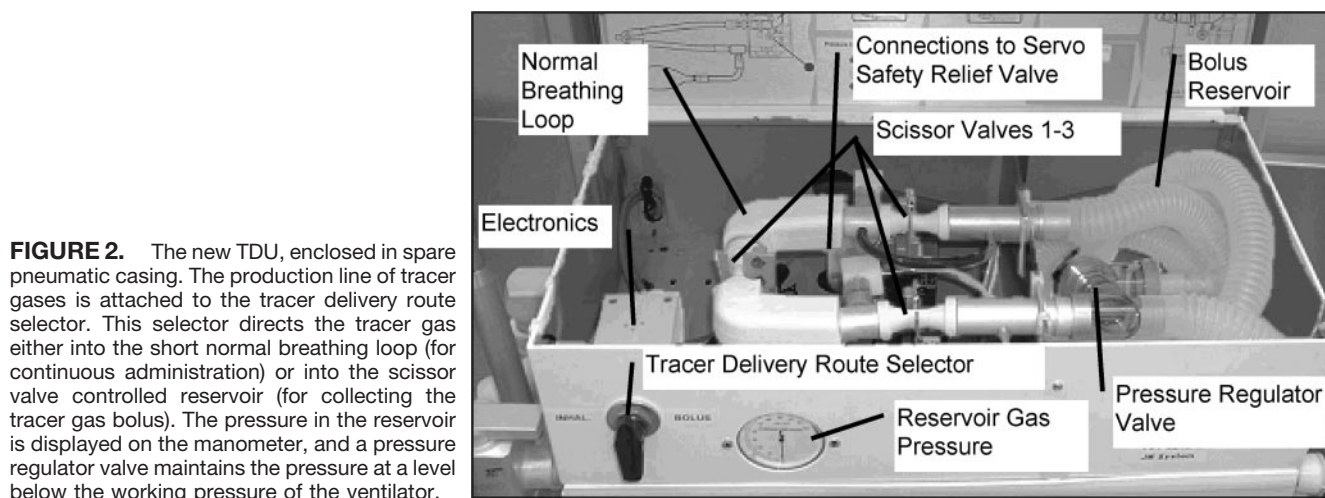 FIGURE 2. The new TDU, enclosed in spare
pneumatic casing. The production line of tracer
gases is attached to the tracer delivery route
selector. This selector directs the tracer gas
either into the short normal breathing loop (for
continuous administration) or into the scissor
valve controlled reservoir (for collecting the
tracer gas bolus). The pressure in the reservoir
is displayed on the manometer, and a pressure
regulator valve maintains the pressure at a level
below the working pressure of the ventilator.
Normal
Breathing
Loop
Connections to Servo
Safety Relief Valve
Bolus
Reservoir
Scissor Valves 1-3
Electronics
Tracer Delivery Route Selector
INHAL.
BOLUS
Reservoir Gas
Pressure
Pressure Regulator
Valve